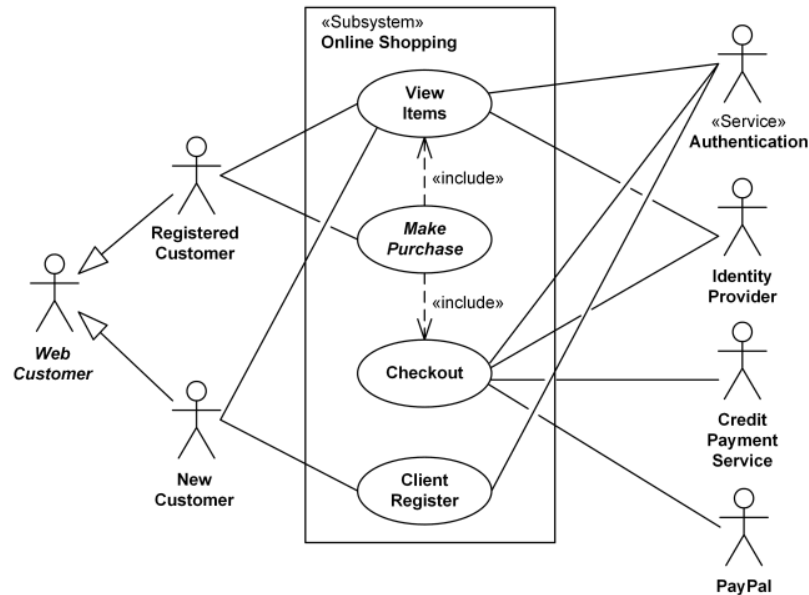 «Subsystem»
Online Shopping
View
Items
«Service»
Authentication
«include»
Registered
Customer
Make
Purchase
Identity
Provider
«include»
Web
Customer
Checkout
Credit
Payment
Service
New
Customer
Client
Register
PayPal